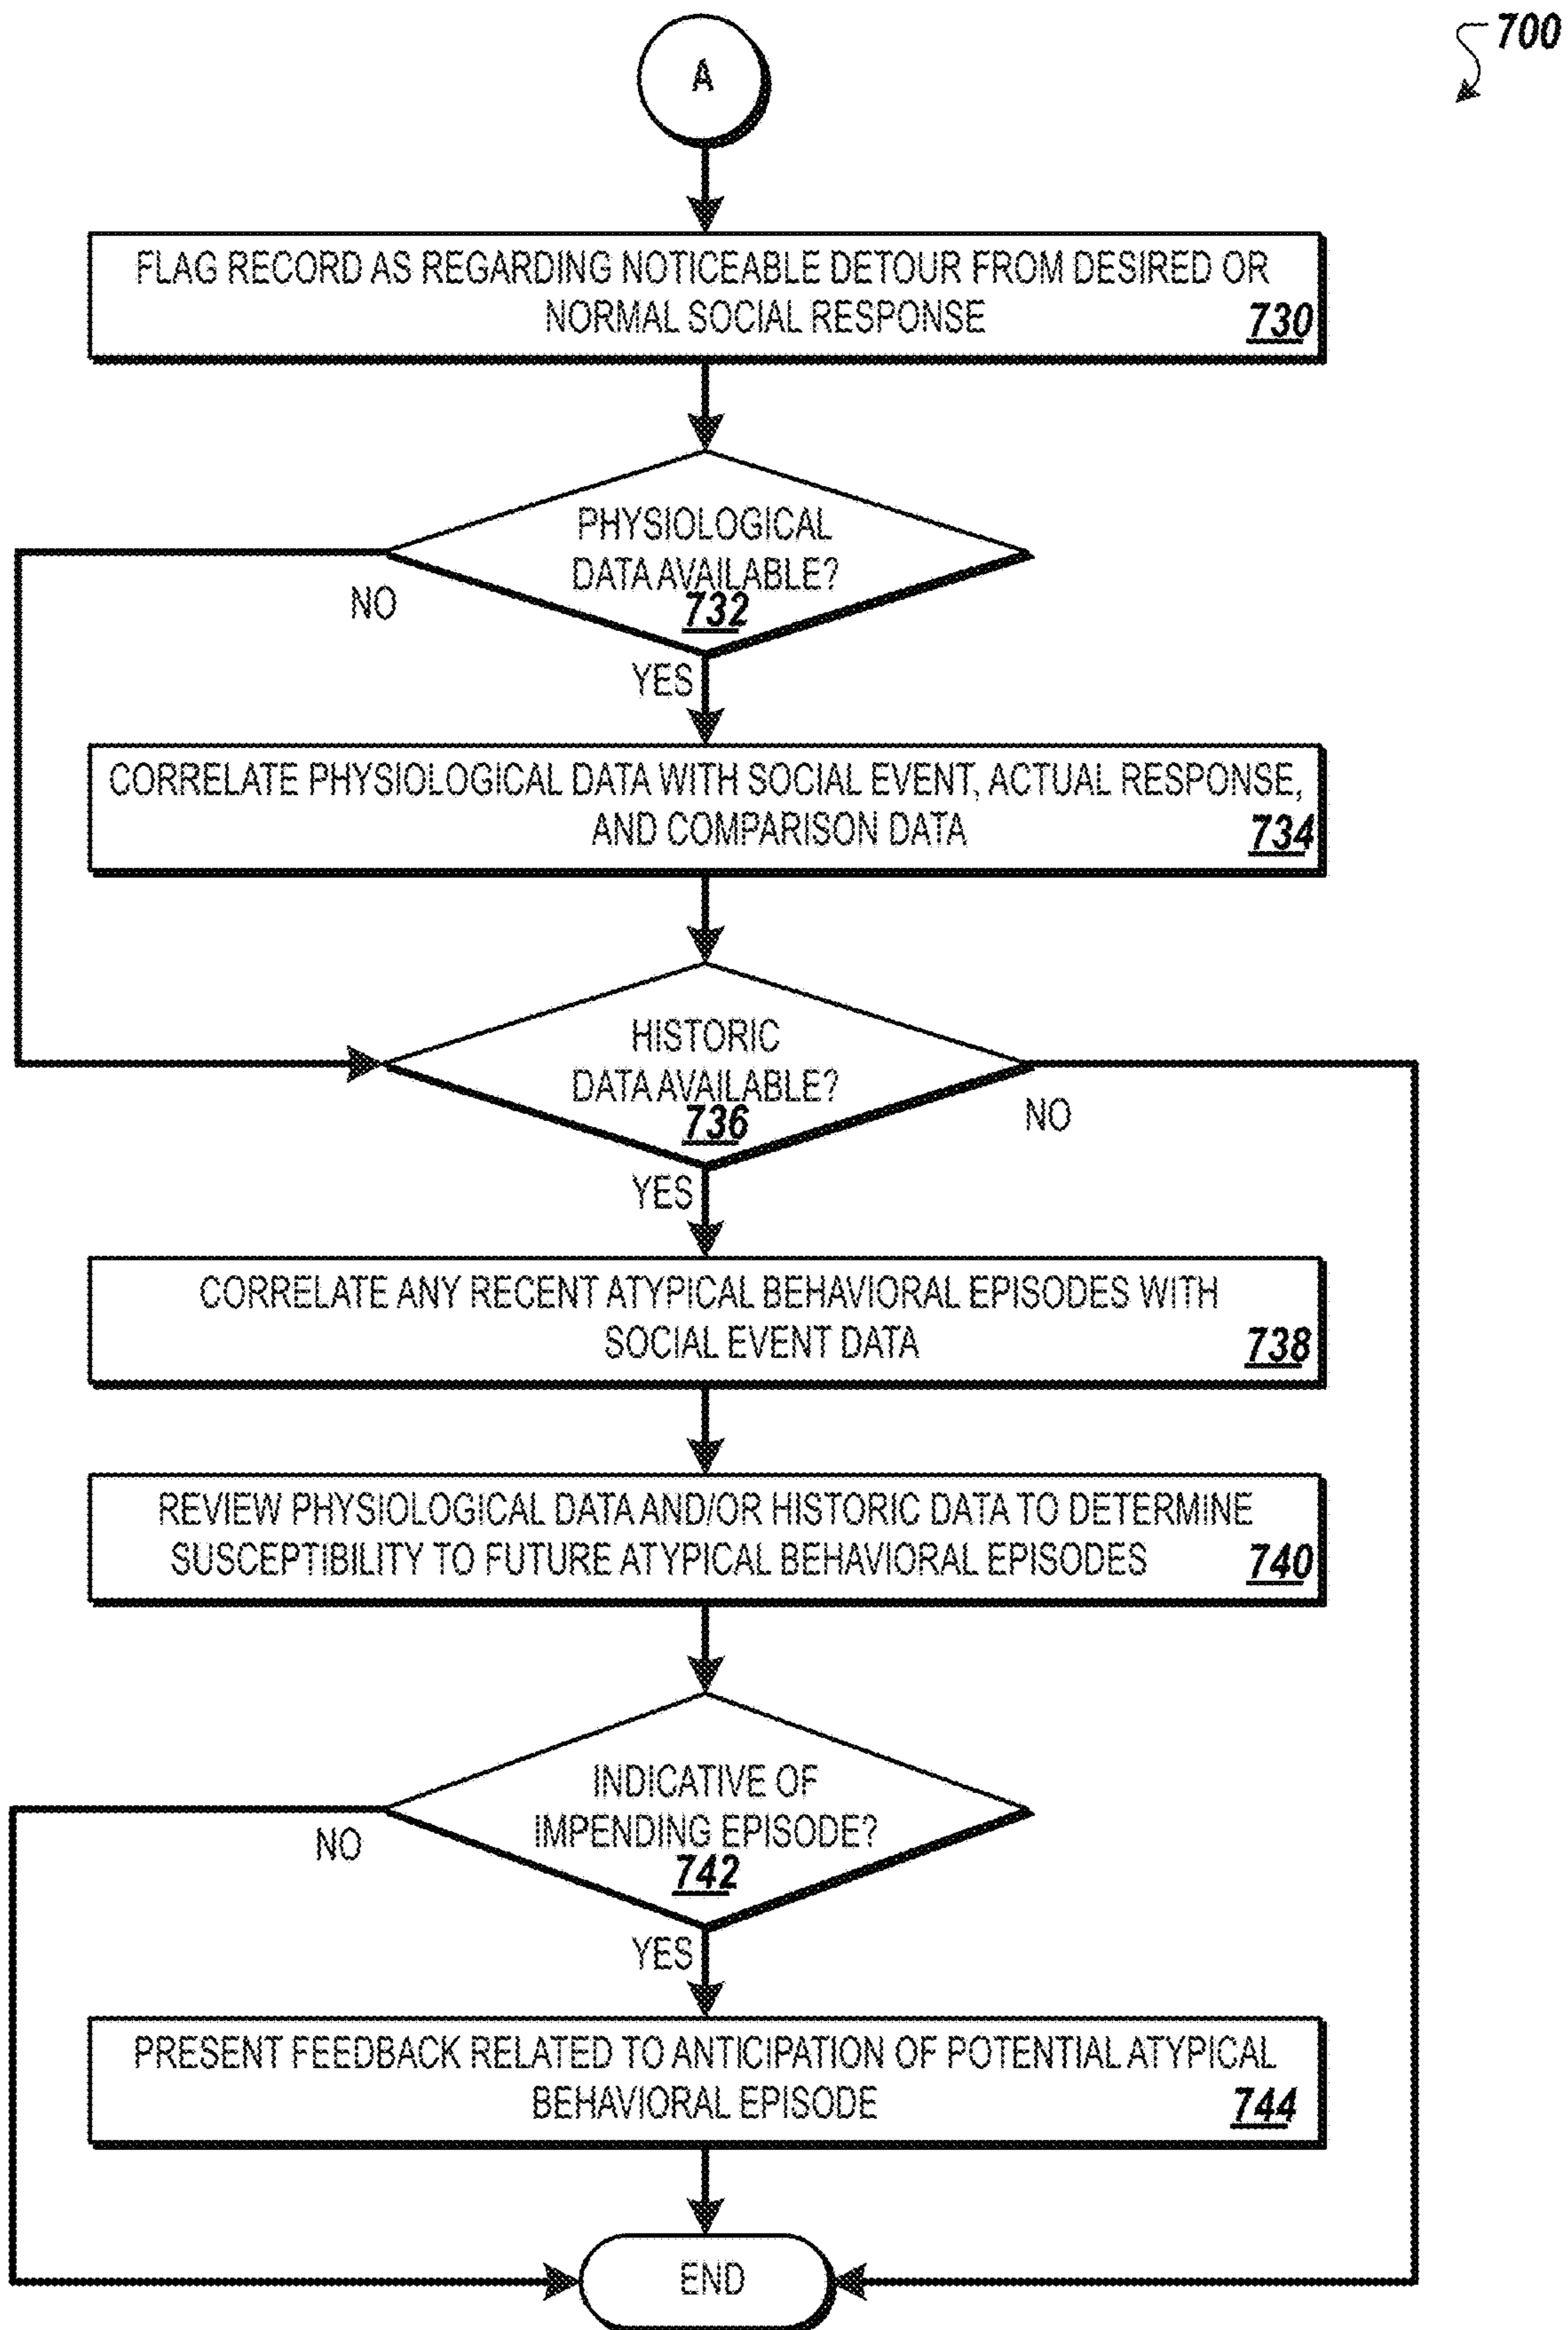 700
A
FLAG RECORD AS REGARDING NOTICEABLE DETOUR FROM DESIRED OR
NORMAL SOCIAL RESPONSE
730
PHYSIOLOGICAL
DATA AVAILABLE?
732
NO
YES
CORRELATE PHYSIOLOGICAL DATA WITH SOCIAL EVENT, ACTUAL RESPONSE,
AND COMPARISON DATA
734
HISTORIC
DATA AVAILABLE?
736
NO
YES
CORRELATE ANY RECENT ATYPICAL BEHAVIORAL EPISODES WITH
SOCIAL EVENT DATA
738
REVIEW PHYSIOLOGICAL DATA AND/OR HISTORIC DATA TO DETERMINE
SUSCEPTIBILITY TO FUTURE ATYPICAL BEHAVIORAL EPISODES
740
INDICATIVE OF
IMPENDING EPISODE?
742
NO
YES
PRESENT FEEDBACK RELATED TO ANTICIPATION OF POTENTIAL ATYPICAL
BEHAVIORAL EPISODE
744
END